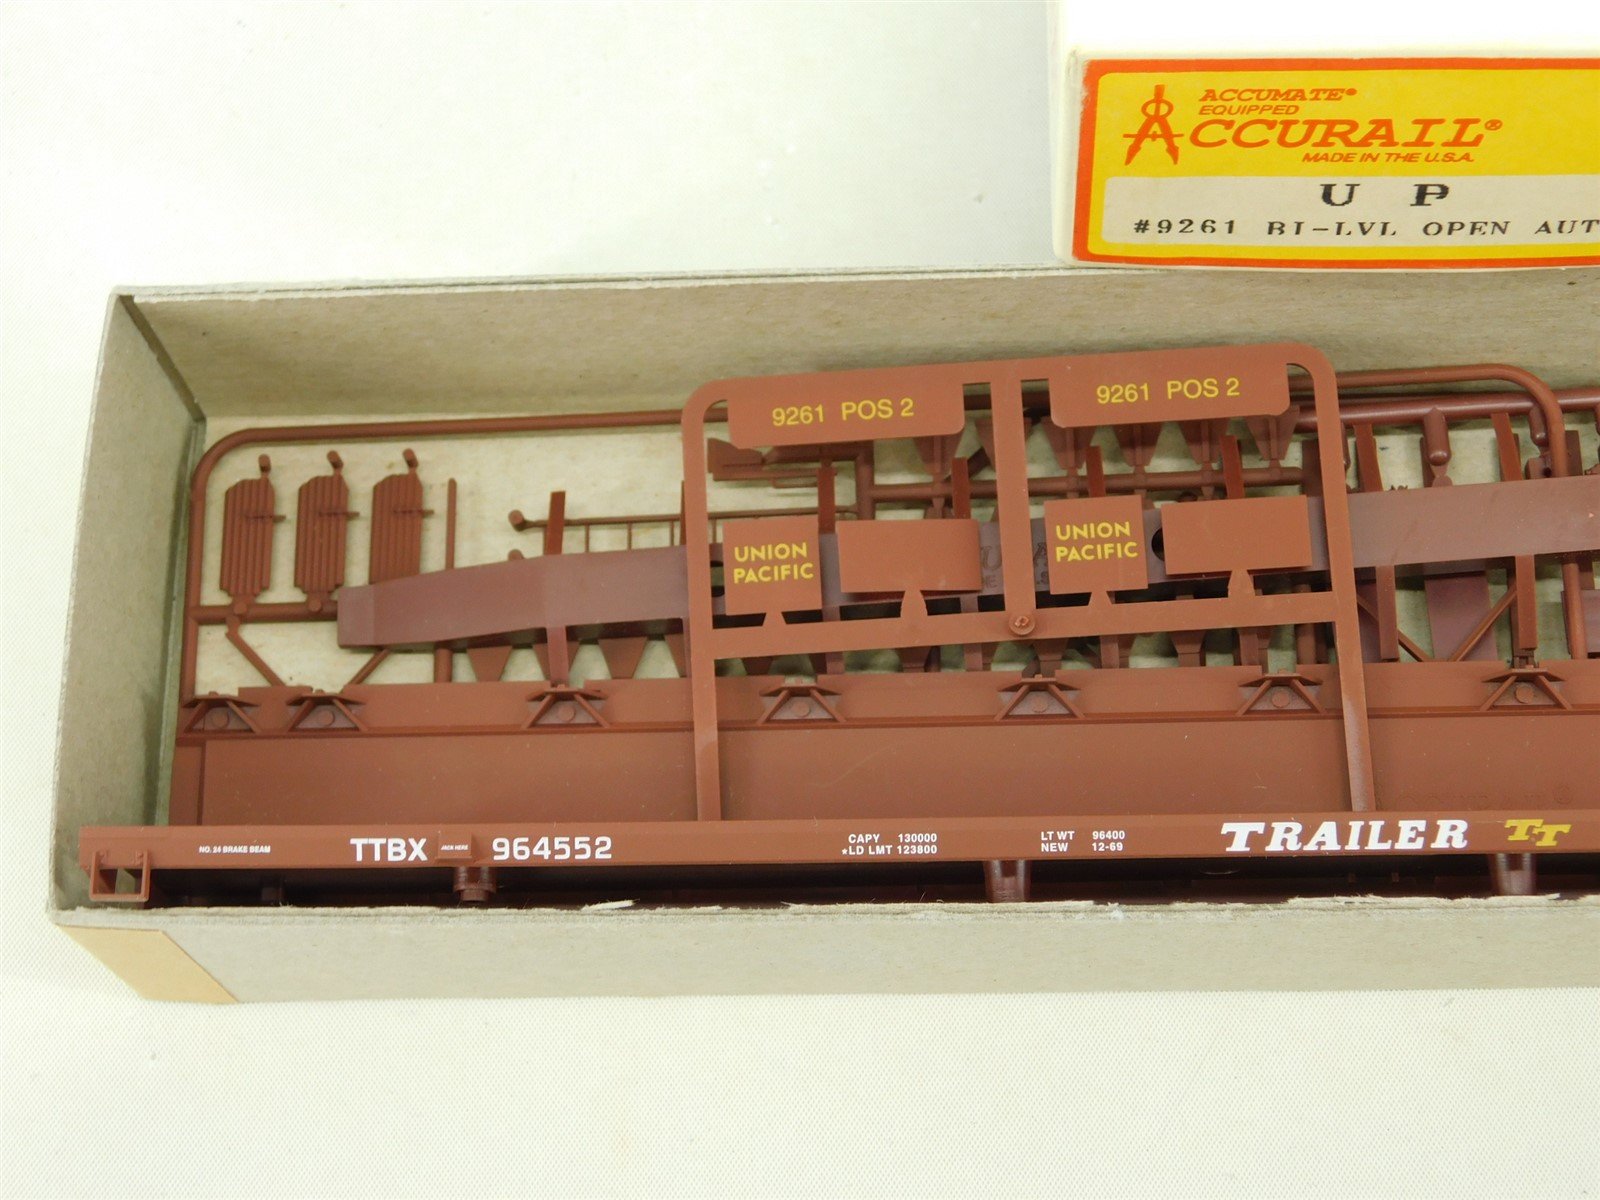 ACCUMATE®
EQUIPPED
ACCURAIL®
MADE IN THE U.S.A.
U P
#9261 BI-LVL OPEN AUT
9261 POS 2
9261 POS 2
UNION
PACIFIC
UNION
PACIFIC
NO. 24 BRAKE BEAM
TTBX
JACK HERE
964552
CAPY 130000
*LD LMT 123800
LT WT 96400
NEW 12-69
TRAILER TT